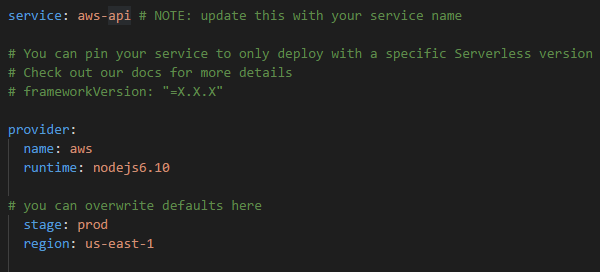 service: aws-api # NOTE: update this with your service name
# You can pin your service to only deploy with a specific Serverless version
# Check out our docs for more details
# frameworkVersion: "=X.X.X"
provider:
  name: aws
  runtime: nodejs6.10
# you can overwrite defaults here
  stage: prod
  region: us-east-1